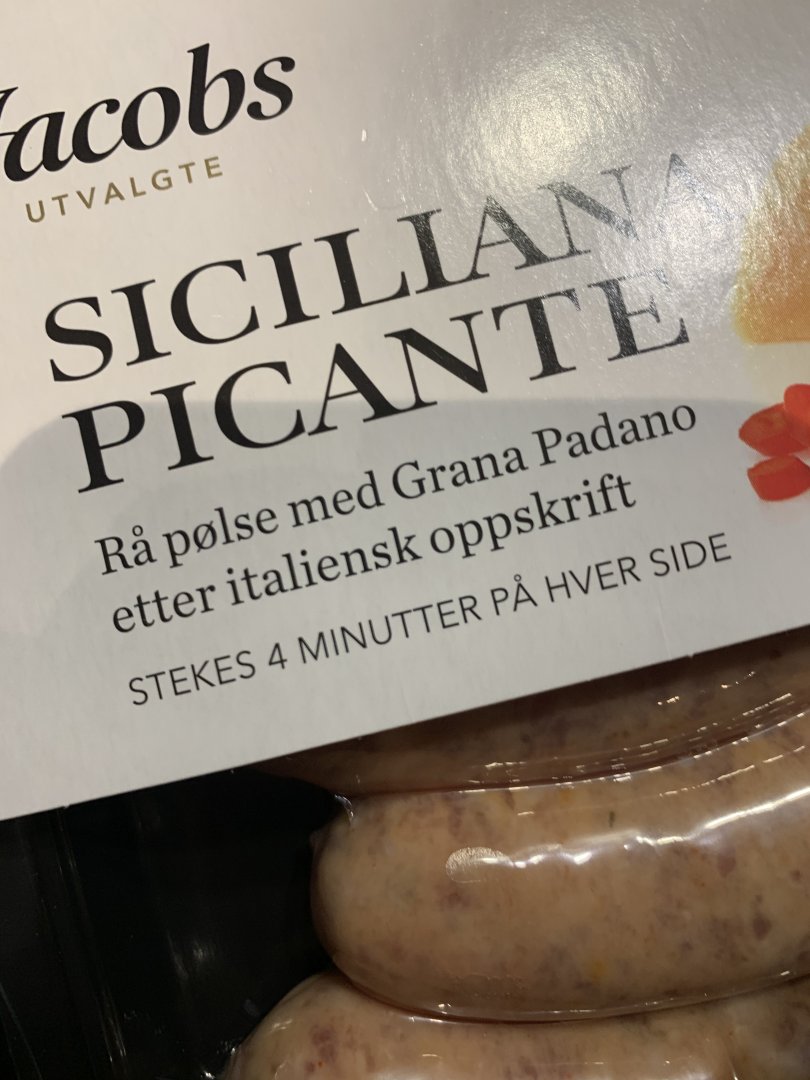 Jacobs
UTVALGTE
SICILIANA
PICANTE
Rå pølse med Grana Padano
etter italiensk oppskrift
STEKES 4 MINUTTER PÅ HVER SIDE